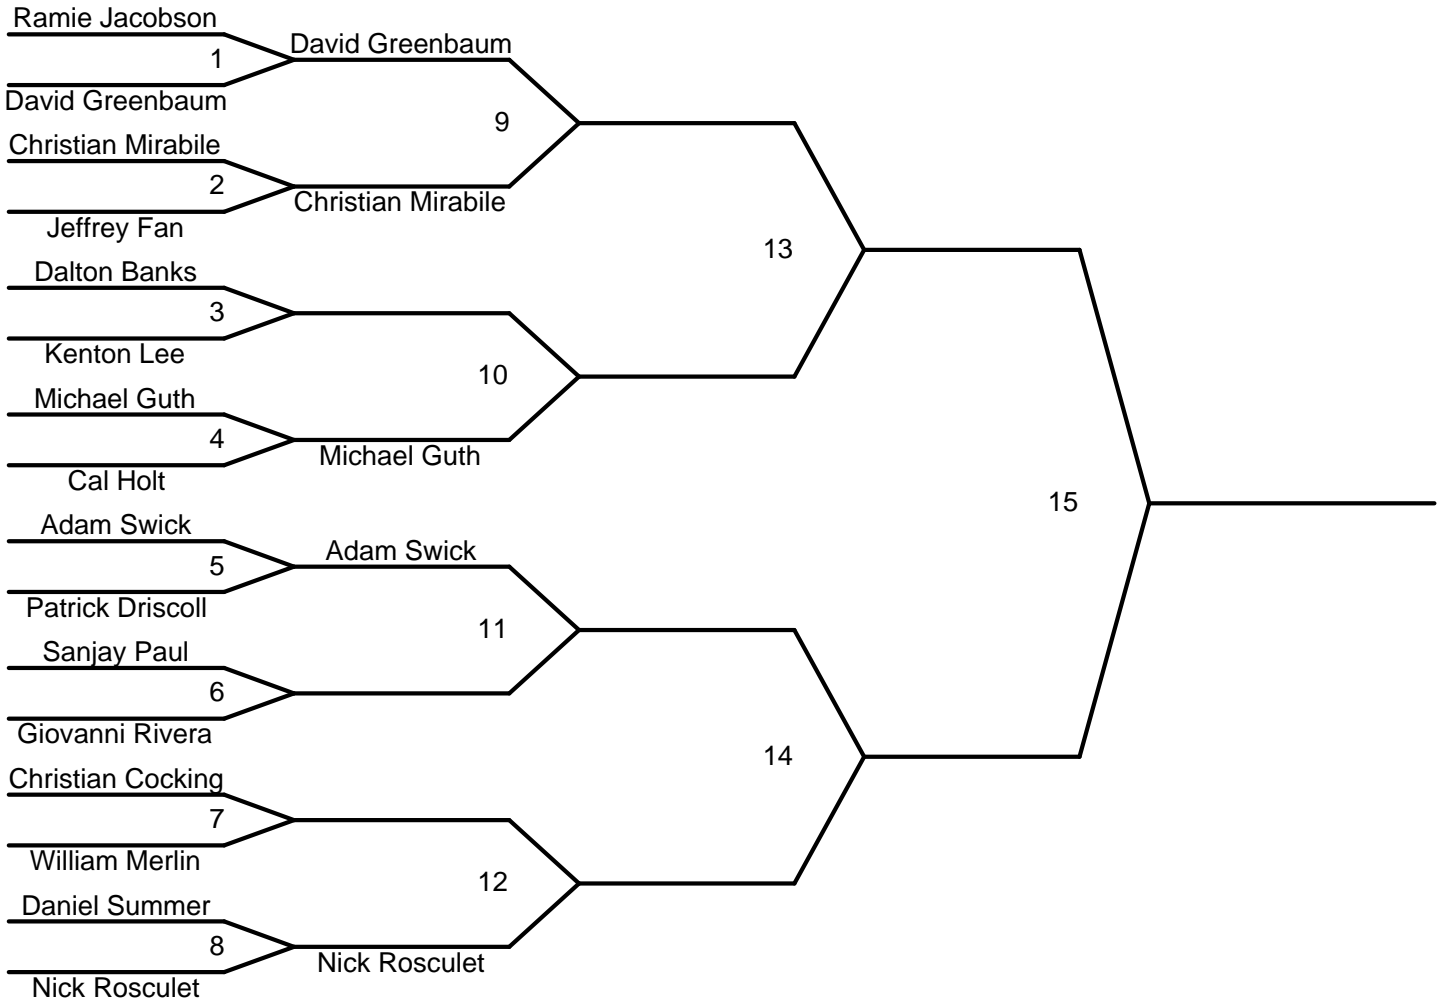 Ramie Jacobson
1
David Greenbaum
David Greenbaum
9
Christian Mirabile
2
Christian Mirabile
Jeffrey Fan
13
Dalton Banks
3
Kenton Lee
10
Michael Guth
4
Michael Guth
Cal Holt
15
Adam Swick
5
Adam Swick
Patrick Driscoll
11
Sanjay Paul
6
Giovanni Rivera
14
Christian Cocking
7
William Merlin
12
Daniel Summer
8
Nick Rosculet
Nick Rosculet